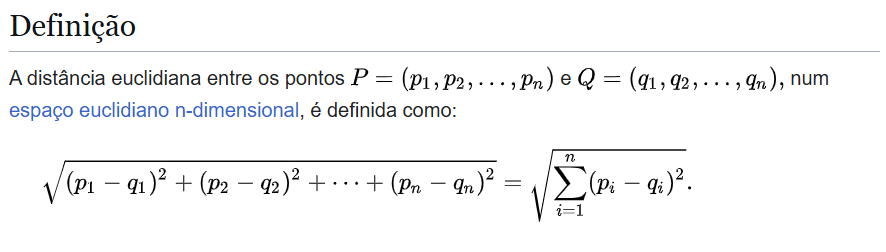 Definição
A distância euclidiana entre os pontos P = (p₁, p₂, . . . , pₙ) e Q = (q₁, q₂, . . . , qₙ), num
espaço euclidiano n-dimensional, é definida como:
√((p₁ − q₁)² + (p₂ − q₂)² + ⋯ + (pₙ − qₙ)²) = √(∑ᵢ₌₁ⁿ (pᵢ − qᵢ)²).